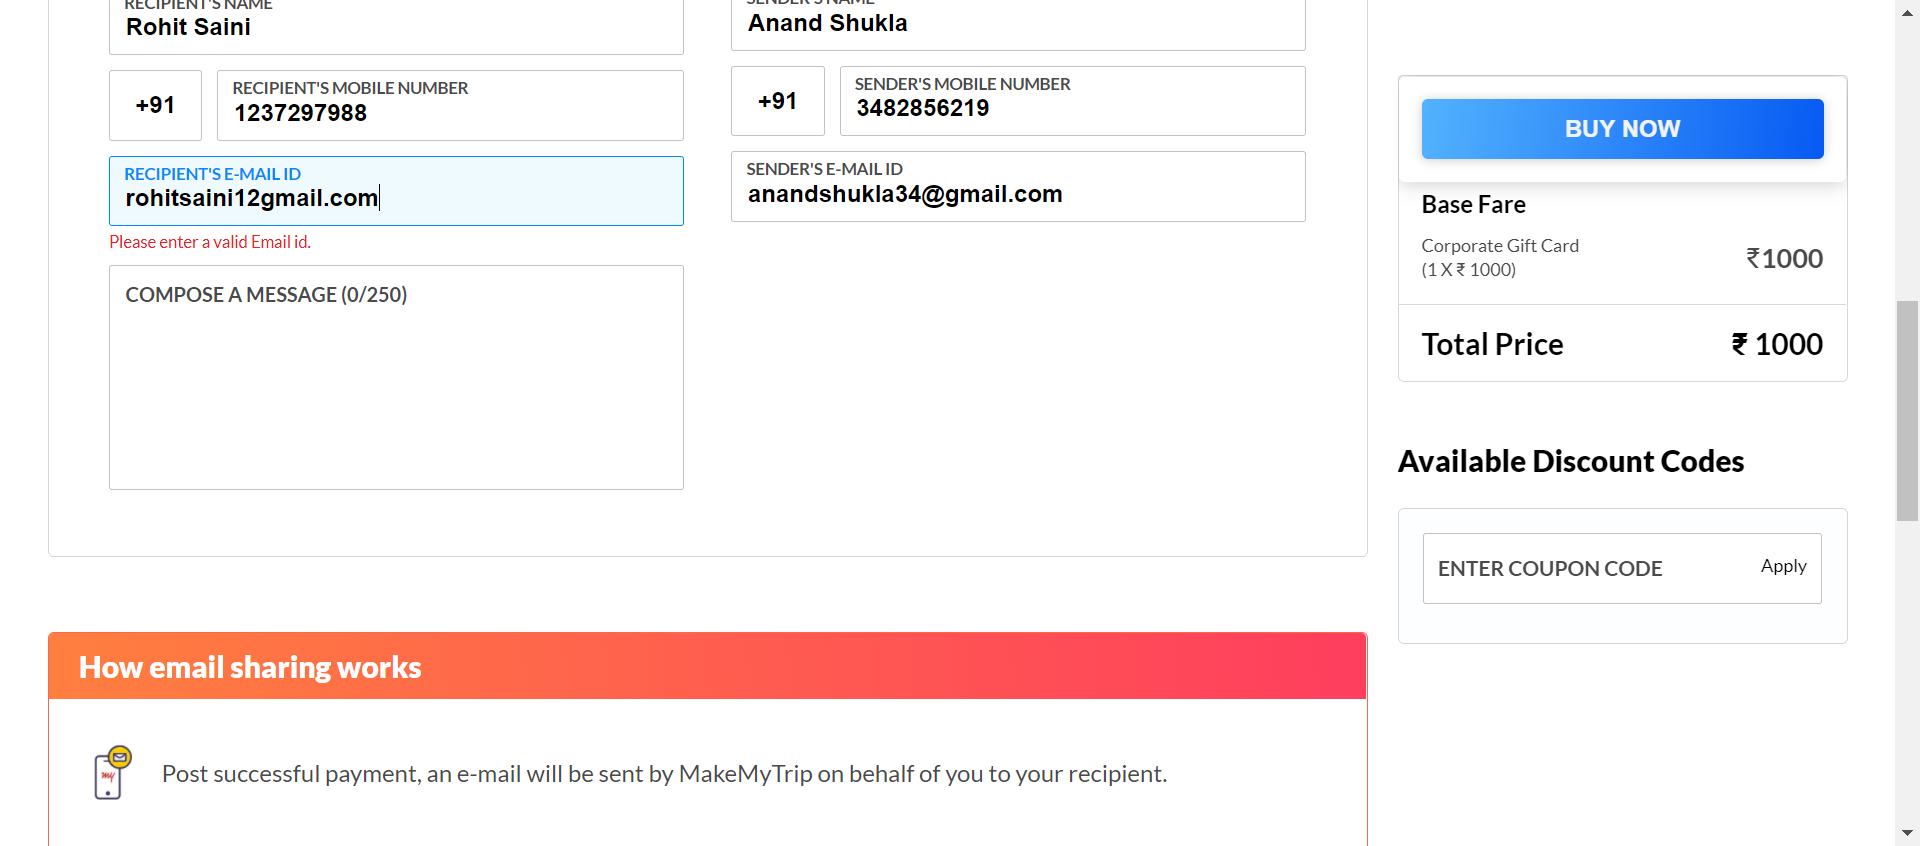 RECIPIENT'S NAME
Rohit Saini
+91
RECIPIENT'S MOBILE NUMBER
1237297988
RECIPIENT'S E-MAIL ID
rohitsaini12gmail.com
Please enter a valid Email id.
COMPOSE A MESSAGE (0/250)
SENDER'S NAME
Anand Shukla
+91
SENDER'S MOBILE NUMBER
3482856219
SENDER'S E-MAIL ID
anandshukla34@gmail.com
BUY NOW
Base Fare
Corporate Gift Card
(1 X ₹ 1000)
₹1000
Total Price ₹ 1000
Available Discount Codes
ENTER COUPON CODE Apply
How email sharing works
my
Post successful payment, an e-mail will be sent by MakeMyTrip on behalf of you to your recipient.